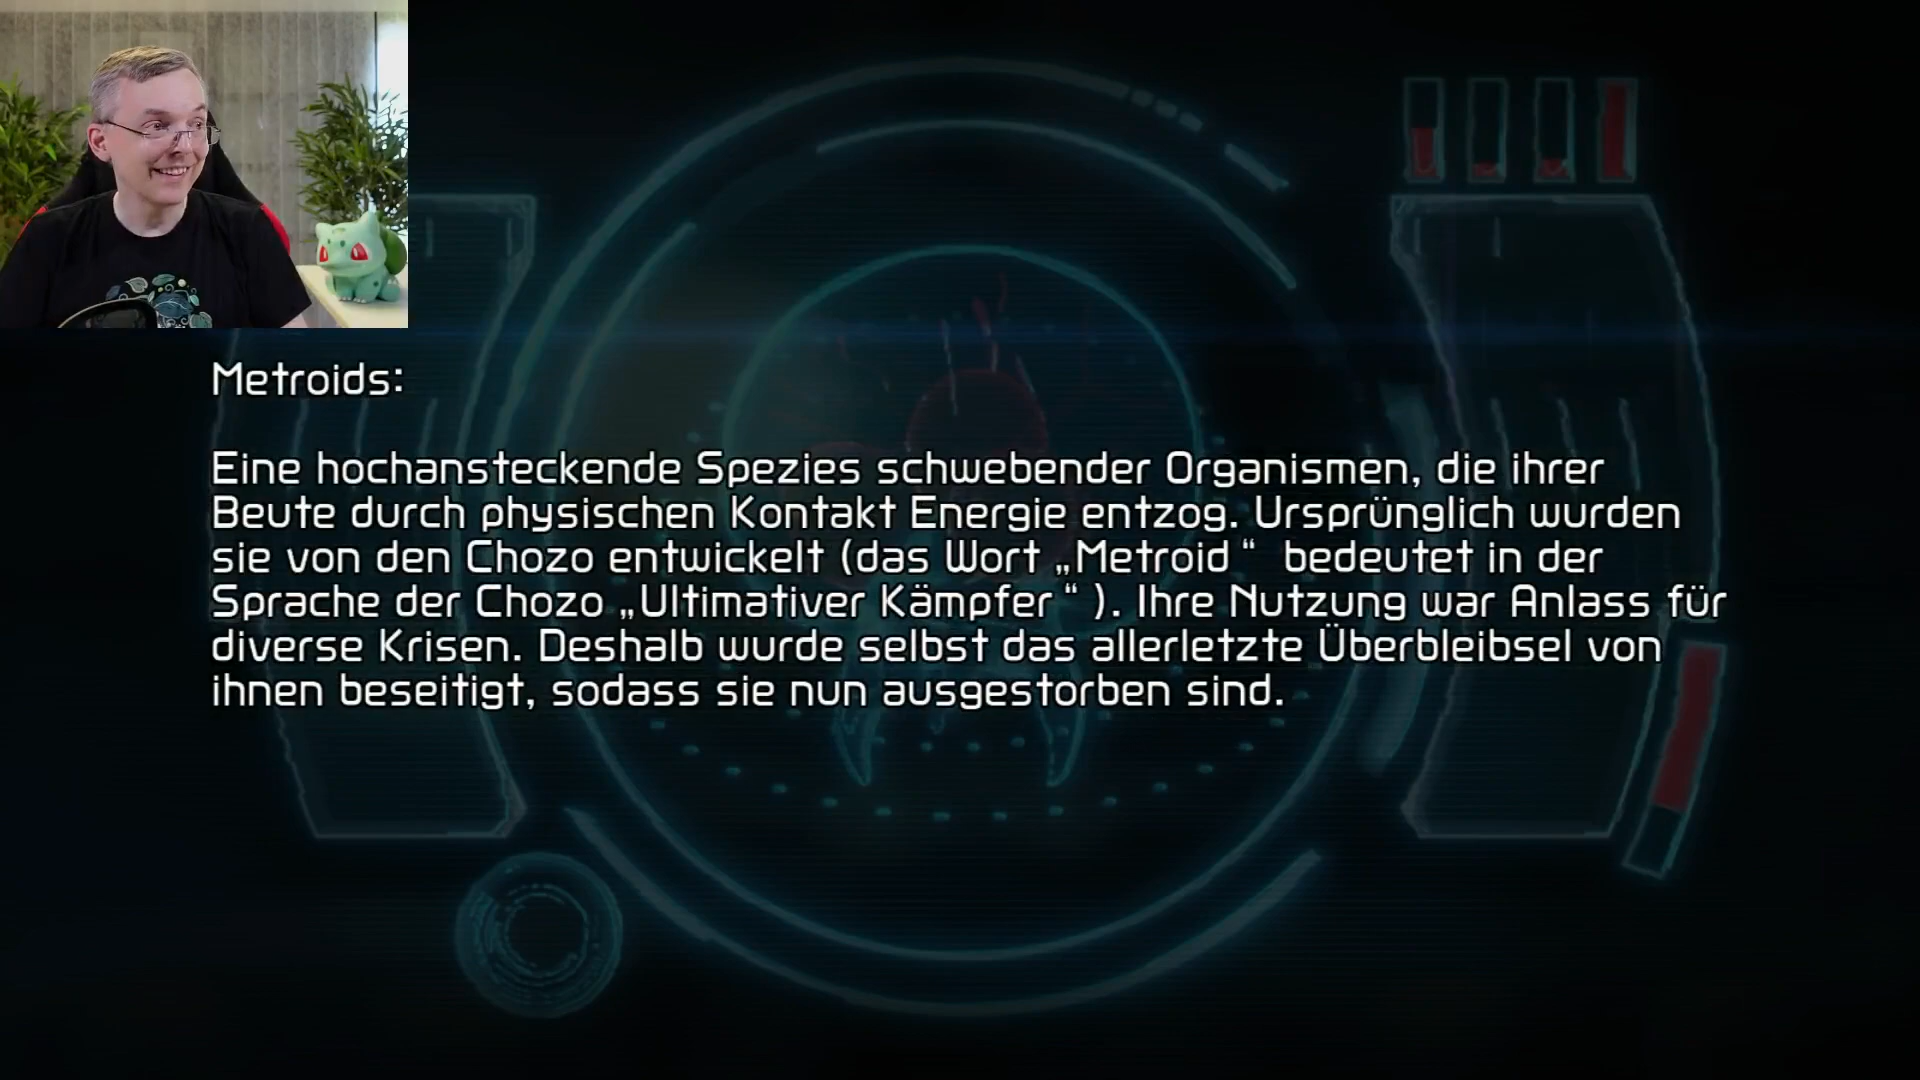 Metroids:
Eine hochansteckende Spezies schwebender Organismen, die ihrer
Beute durch physischen Kontakt Energie entzog. Ursprünglich wurden
sie von den Chozo entwickelt (das Wort „Metroid“ bedeutet in der
Sprache der Chozo „Ultimativer Kämpfer“ ). Ihre Nutzung war Anlass für
diverse Krisen. Deshalb wurde selbst das allerletzte Überbleibsel von
ihnen beseitigt, sodass sie nun ausgestorben sind.